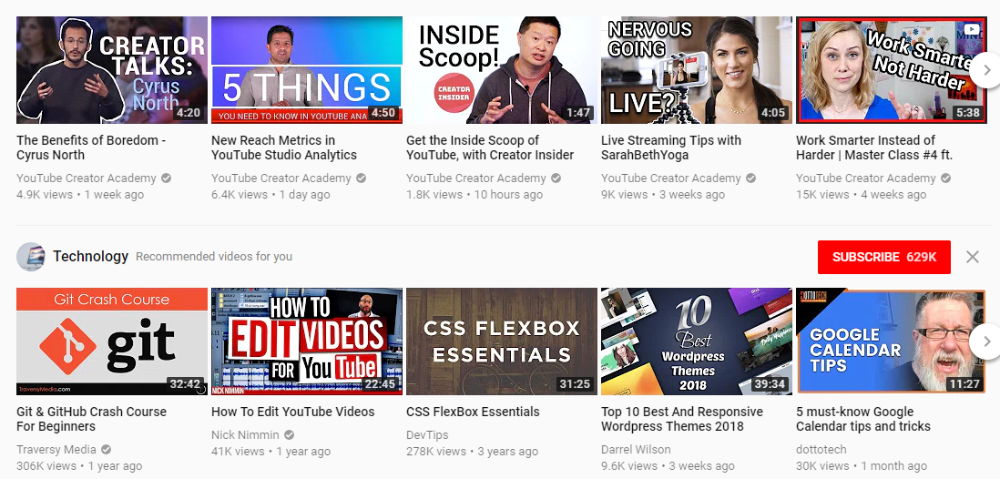 CREATOR
TALKS:
Cyrus
North
4:20
5 THINGS
YOU NEED TO KNOW IN YOUTUBE ANA
4:50
INSIDE
Scoop!
CREATOR
INSIDER
1:47
NERVOUS
GOING
LIVE?
4:05
MIND
Work Smarte
Not Harder
5:38
The Benefits of Boredom -
Cyrus North
YouTube Creator Academy
4.9K views • 1 week ago
New Reach Metrics in
YouTube Studio Analytics
YouTube Creator Academy
6.4K views • 1 day ago
Get the Inside Scoop of
YouTube, with Creator Insider
YouTube Creator Academy
1.8K views • 10 hours ago
Live Streaming Tips with
SarahBethYoga
YouTube Creator Academy
9K views • 3 weeks ago
Work Smarter Instead of
Harder | Master Class #4 ft.
YouTube Creator Academy
15K views • 4 weeks ago
Technology Recommended videos for you
SUBSCRIBE 629K
Git Crash Course
git
TraversyMedia.com
32:42
HOW TO
EDIT VIDEOS
FOR YouTube
NICK NIMMIN
22:45
CSS FLEXBOX
ESSENTIALS
31:25
10
Best
Wordpress
Themes
2018
39:34
DOTTOTECH
GOOGLE
CALENDAR
TIPS
11:27
Git & GitHub Crash Course
For Beginners
Traversy Media
306K views • 1 year ago
How To Edit YouTube Videos
Nick Nimmin
41K views • 1 year ago
CSS FlexBox Essentials
DevTips
278K views • 3 years ago
Top 10 Best And Responsive
Wordpress Themes 2018
Darrel Wilson
9.6K views • 3 weeks ago
5 must-know Google
Calendar tips and tricks
dottotech
30K views • 1 month ago